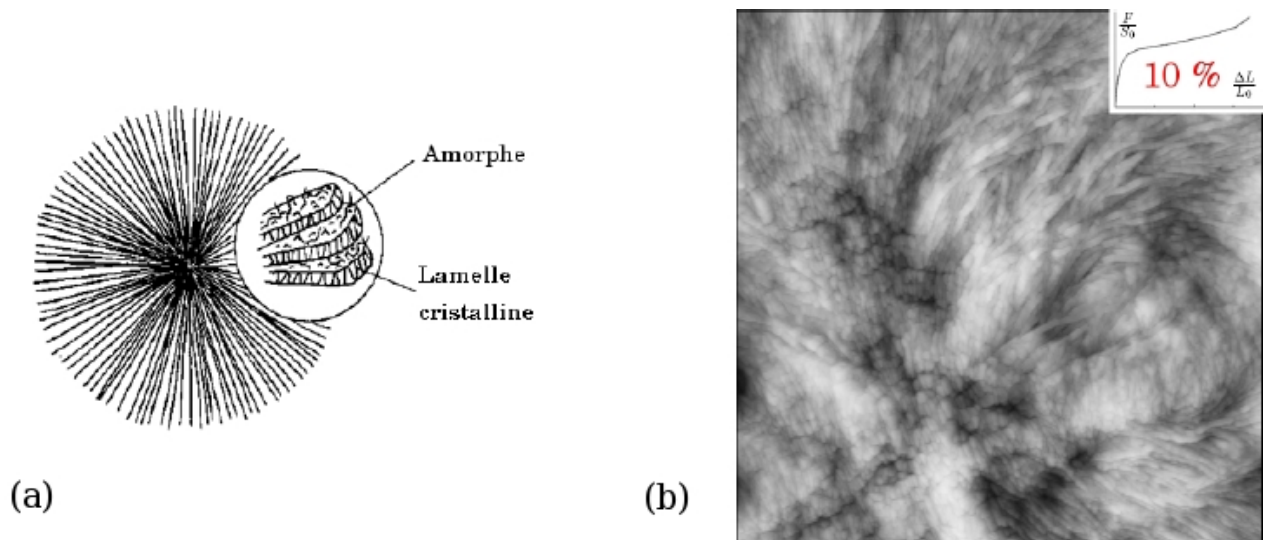 Amorphe
Lamelle
cristalline
(a)
F/S₀
10 %
ΔL/L₀
(b)